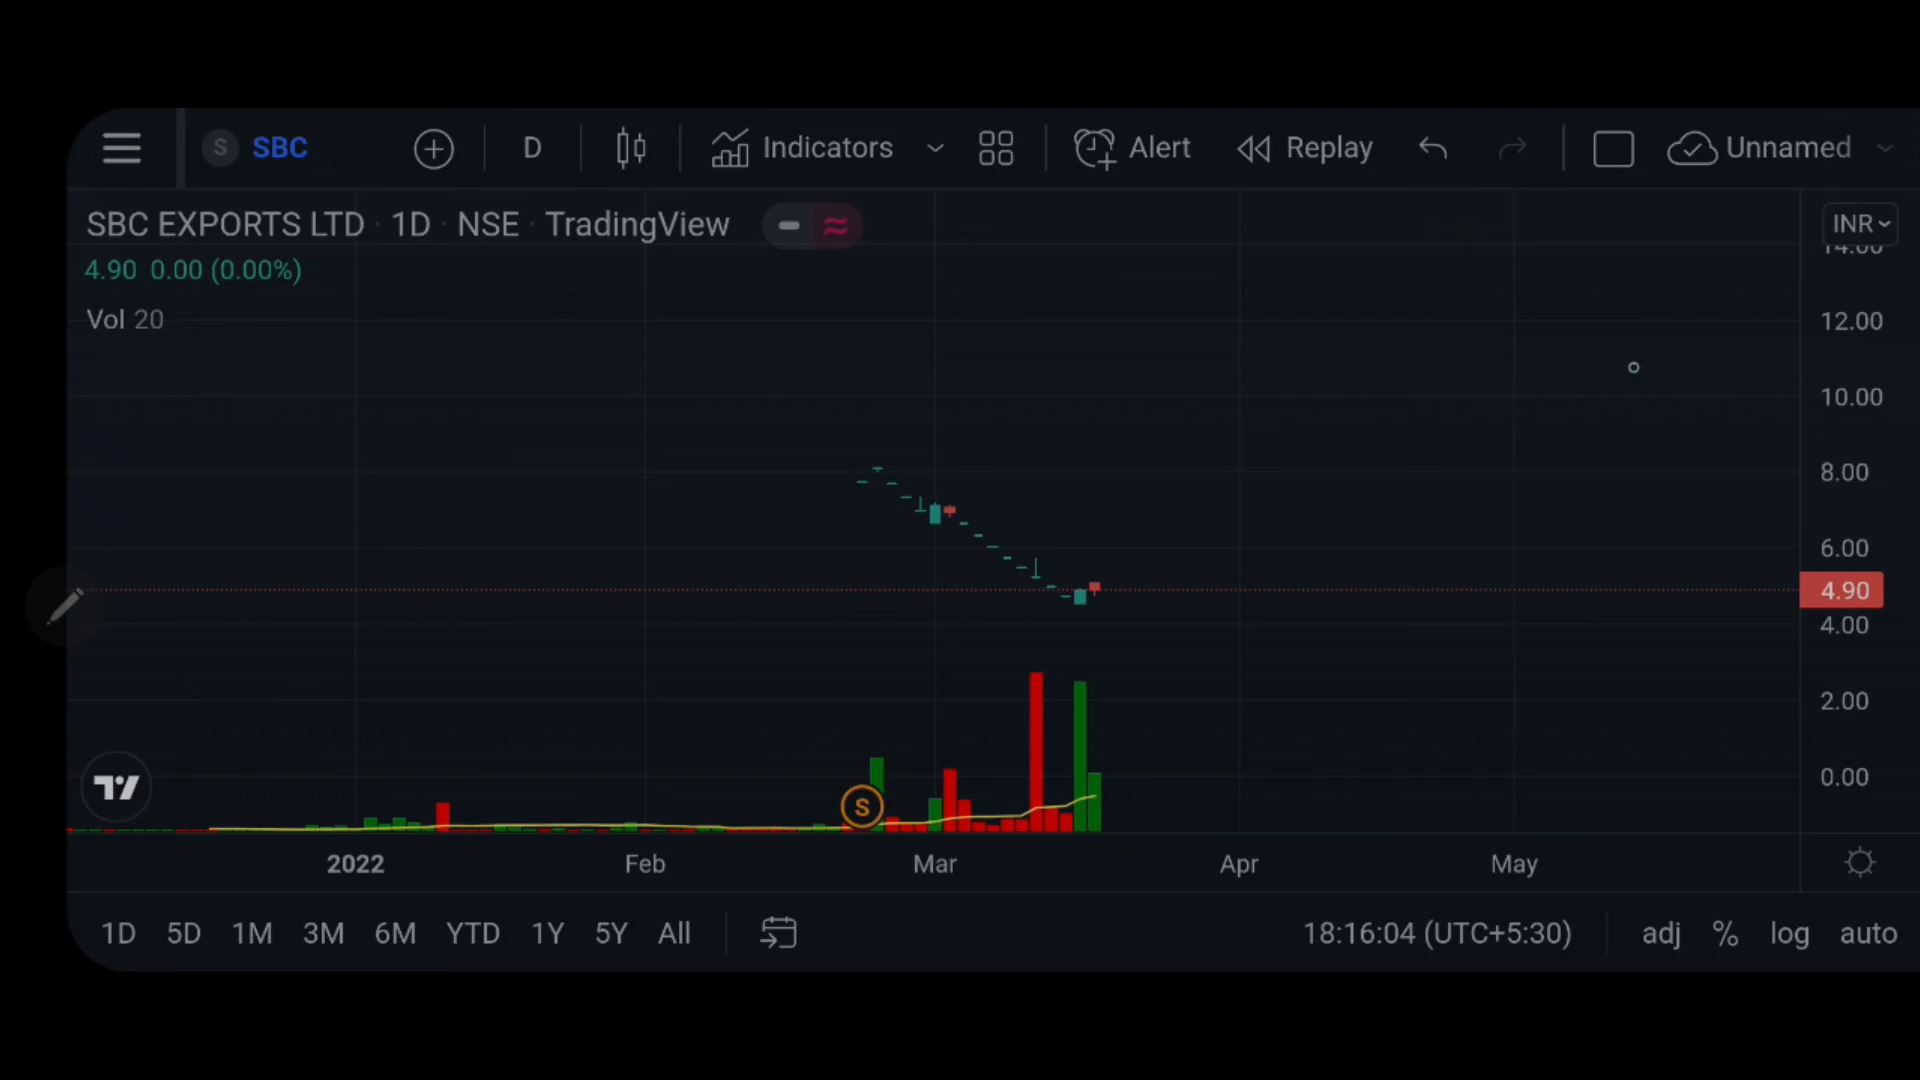 S SBC D Indicators Alert Replay Unnamed
SBC EXPORTS LTD · 1D · NSE · TradingView
INR
14.00
4.90 0.00 (0.00%)
Vol 20
12.00
10.00
8.00
6.00
4.90
4.00
2.00
0.00
S
2022 Feb Mar Apr May
1D 5D 1M 3M 6M YTD 1Y 5Y All 18:16:04 (UTC+5:30) adj % log auto